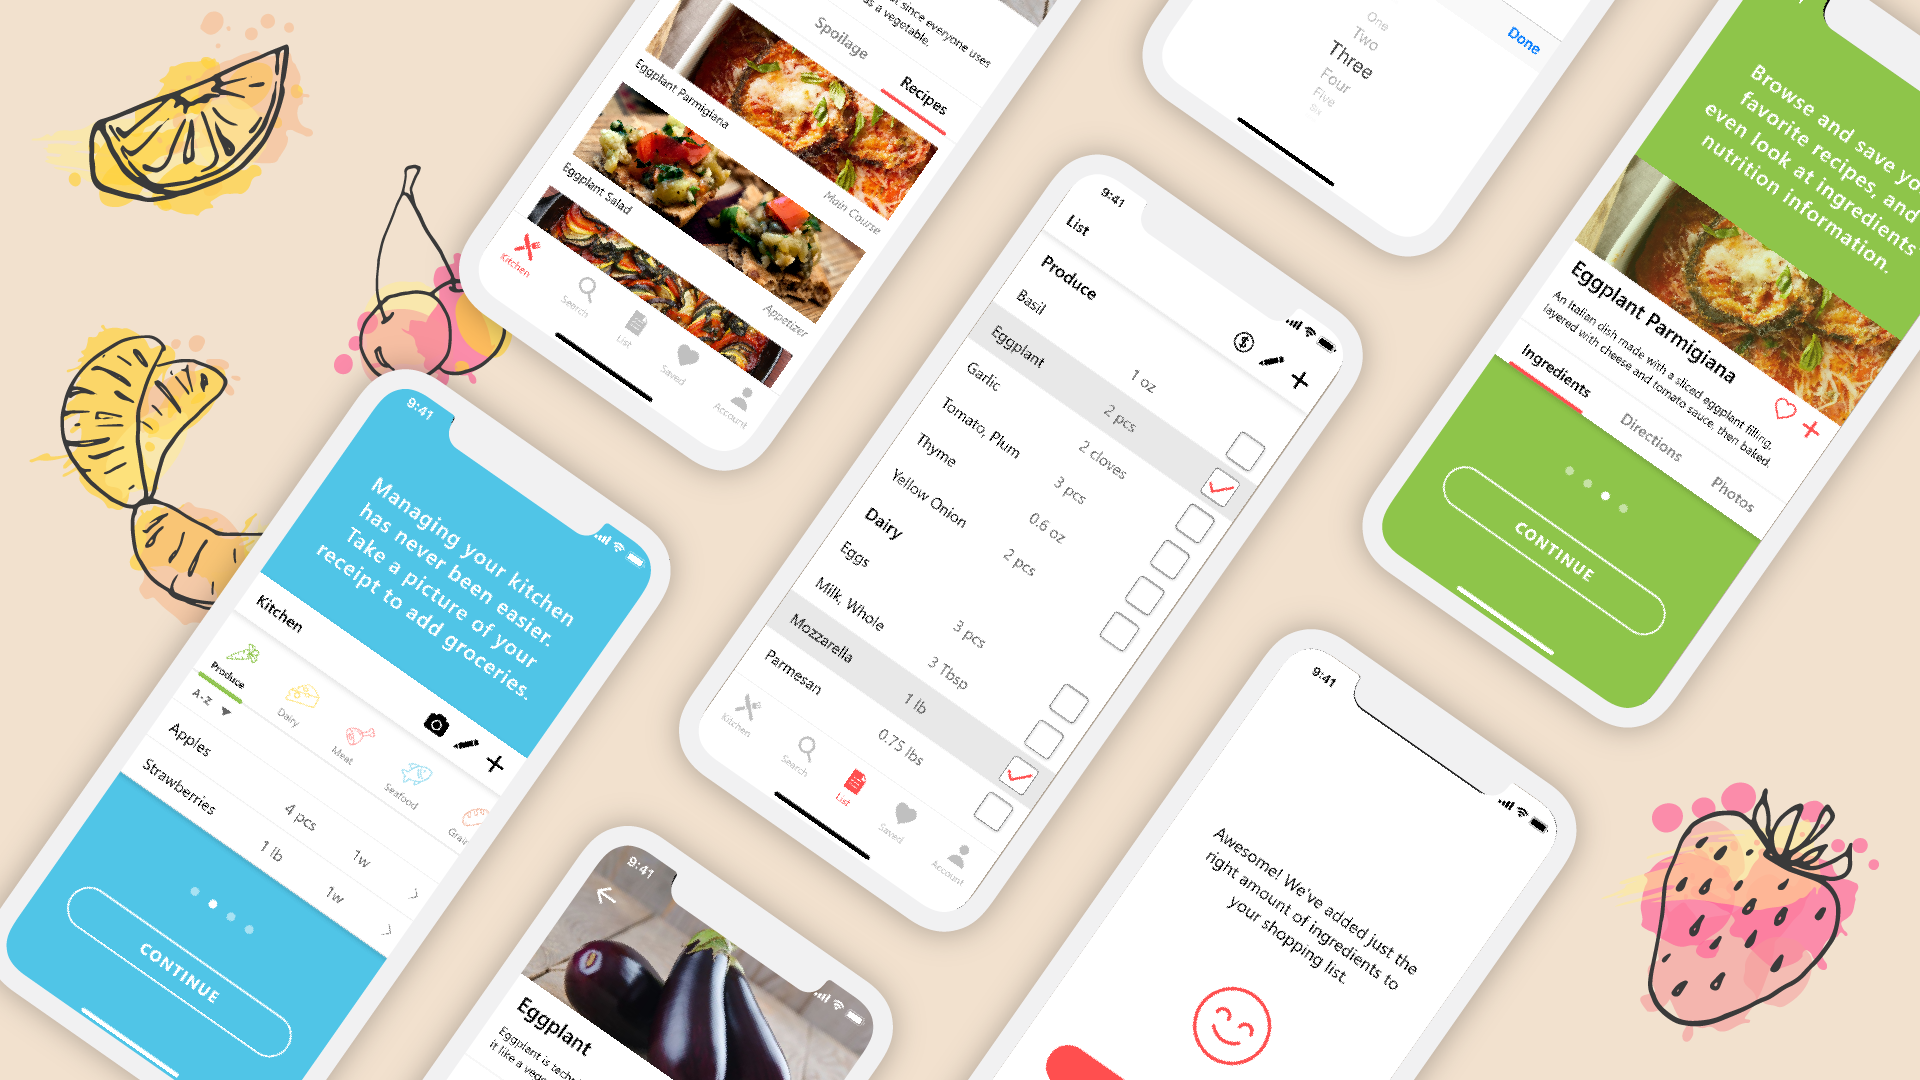 t since everyone uses
as a vegetable.
Spoilage
Recipes
Eggplant Parmigiana
Main Course
Eggplant Salad
Appetizer
Kitchen
Search
List
Saved
Account
One
Two
Three
Four
Five
Six
Done
Browse and save yo
favorite recipes, and
even look at ingredients
nutrition information.
Eggplant Parmigiana
An Italian dish made with a sliced eggplant filling,
layered with cheese and tomato sauce, then baked.
Ingredients
Directions
Photos
CONTINUE
9:41
List
Produce
Basil
1 oz
Eggplant
2 pcs
Garlic
2 cloves
Tomato, Plum
3 pcs
Thyme
0.6 oz
Yellow Onion
2 pcs
Dairy
Eggs
3 pcs
Milk, Whole
3 Tbsp
Mozzarella
1 lb
Parmesan
0.75 lbs
Kitchen
Search
List
Saved
Account
9:41
Managing your kitchen
has never been easier.
Take a picture of your
receipt to add groceries.
Kitchen
Produce
Dairy
Meat
Seafood
Grain
A-Z
Apples
4 pcs
1w
Strawberries
1 lb
1w
CONTINUE
9:41
Eggplant
Eggplant is techni
it like a vege
9:41
Awesome! We've added just the
right amount of ingredients to
your shopping list.